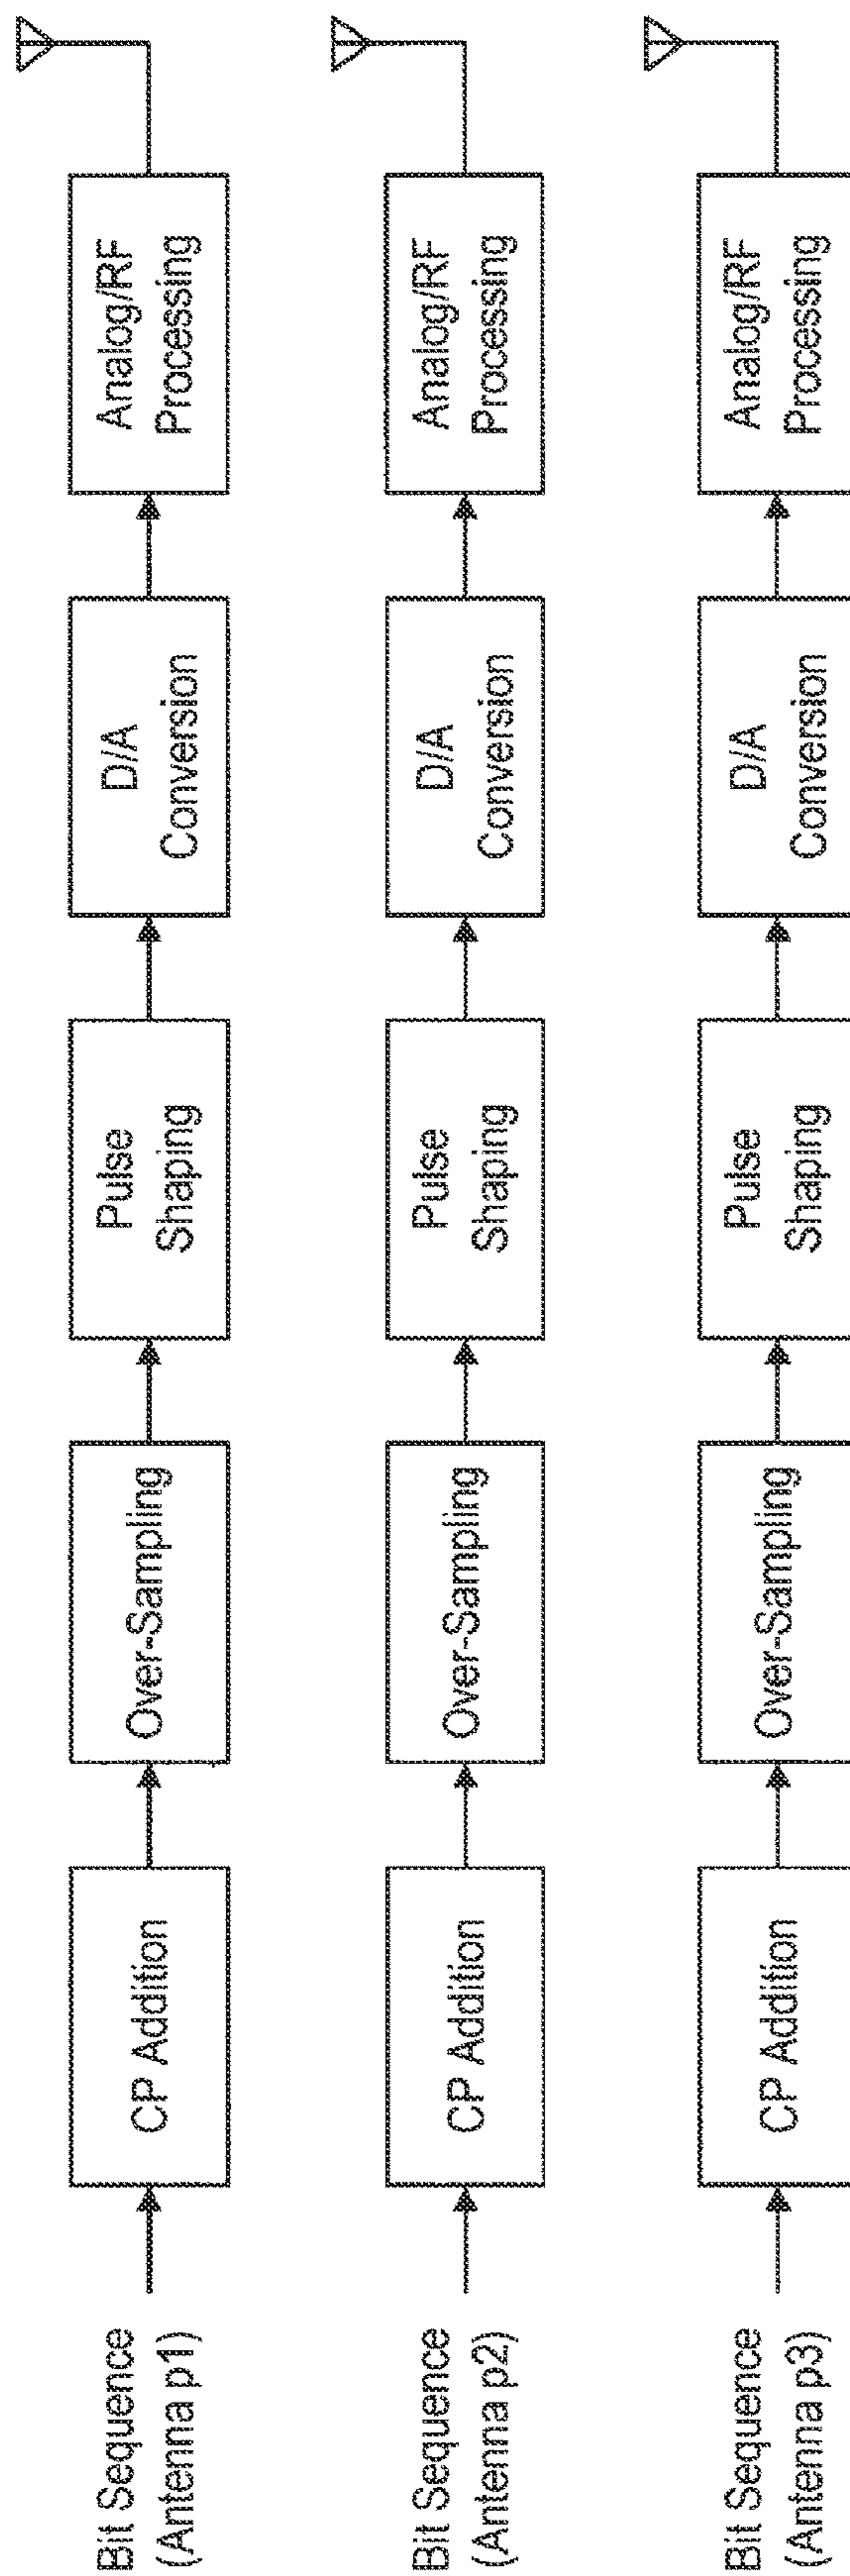 Bit Sequence
(Antenna p1)
CP Addition
Over-Sampling
Pulse
Shaping
D/A
Conversion
Analog/RF
Processing
Bit Sequence
(Antenna p2)
CP Addition
Over-Sampling
Pulse
Shaping
D/A
Conversion
Analog/RF
Processing
Bit Sequence
(Antenna p3)
CP Addition
Over-Sampling
Pulse
Shaping
D/A
Conversion
Analog/RF
Processing